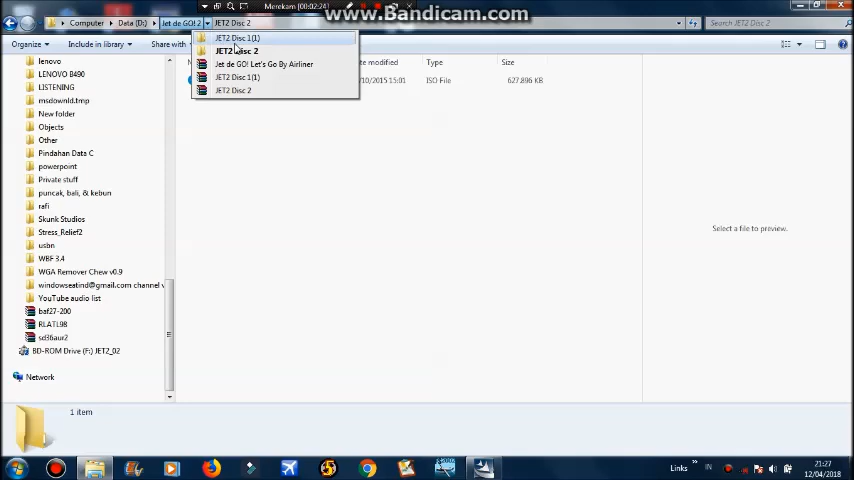 Merekam (00:02:24)
www.Bandicam.com
Computer Data (D:) Jet de GO! 2 JET2 Disc 2
Search JET2 Disc 2
Organize Include in library Share with
JET2 Disc 1(1)
JET2 Disc 2
Jet de GO! Let's Go By Airliner
JET2 Disc 1(1)
JET2 Disc 2
modified Type Size
/10/2015 15:01 ISO File 627.896 KB
lenovo
LENOVO B490
LISTENING
msdownld.tmp
New folder
Objects
Other
Pindahan Data C
powerpoint
Private stuff
puncak, bali, & kebun
rafi
Skunk Studios
Stress_Relief2
usbn
WBF 3.4
WGA Remover Chew v0.9
windowseatind@gmail.com channel v
YouTube audio list
baf27-200
RLATL98
sd36aur2
BD-ROM Drive (F:) JET2_02
Network
Select a file to preview.
1 item
Links
IN
21:27
12/04/2018